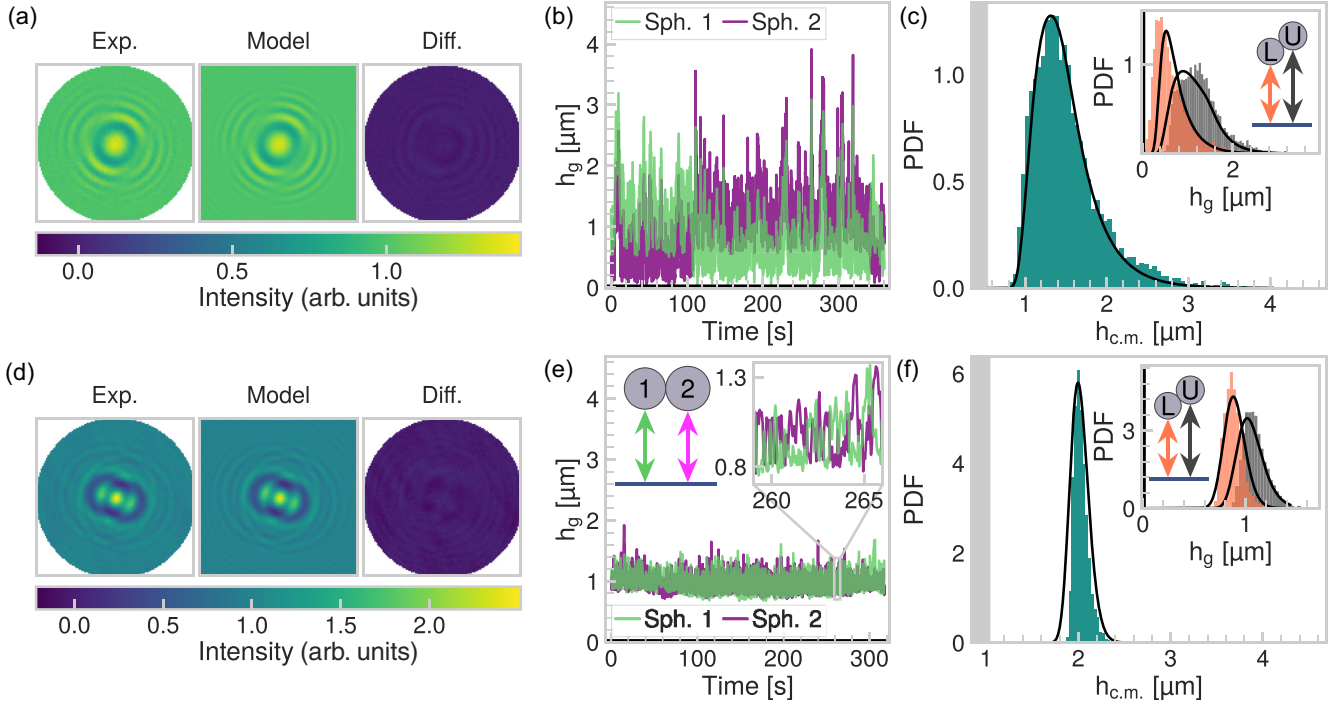 (a)
Exp. Model Diff.
0.0 0.5 1.0
Intensity (arb. units)
(b)
Sph. 1 Sph. 2
h_g [µm]
4
3
2
1
0
0 100 200 300
Time [s]
(c)
PDF
1.0
0.5
0.0
1 2 3 4
h_c.m. [µm]
PDF
1
0 2
h_g [µm]
L U
(d)
Exp. Model Diff.
0.0 0.5 1.0 1.5 2.0
Intensity (arb. units)
(e)
h_g [µm]
4
3
2
1
0
1 2
1.3
0.8
260 265
Sph. 1 Sph. 2
0 100 200 300
Time [s]
(f)
PDF
6
4
2
0
1 2 3 4
h_c.m. [µm]
PDF
3
0
0 1
h_g [µm]
L U